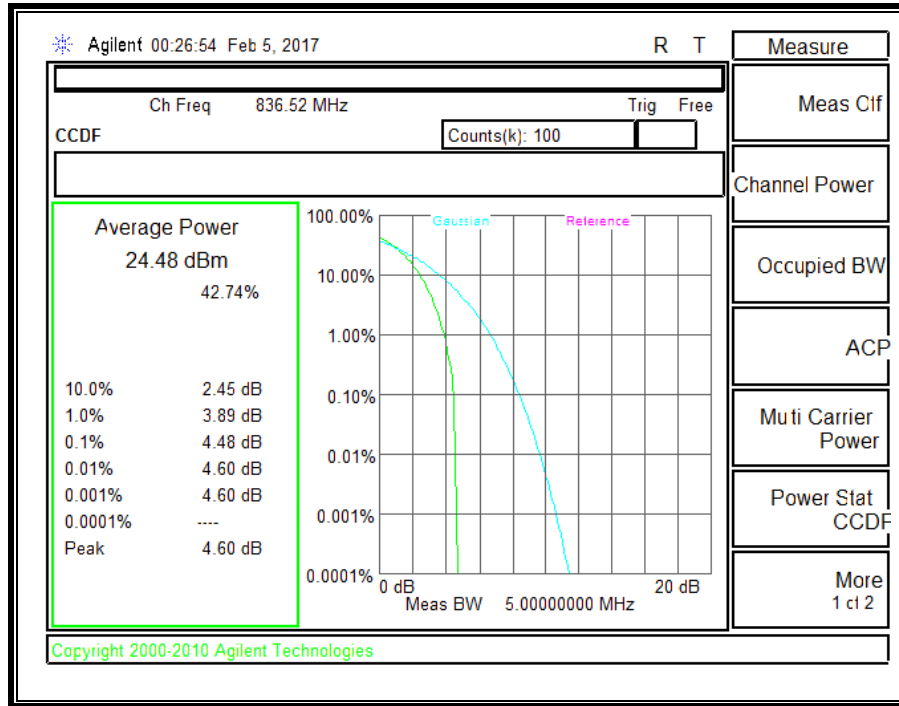 Agilent 00:26:54 Feb 5, 2017 R T
Ch Freq 836.52 MHz Trig Free
CCDF Counts(k): 100
Average Power
24.48 dBm
42.74%
10.0% 2.45 dB
1.0% 3.89 dB
0.1% 4.48 dB
0.01% 4.60 dB
0.001% 4.60 dB
0.0001% ----
Peak 4.60 dB
Gaussian Reference
100.00%
10.00%
1.00%
0.10%
0.01%
0.001%
0.0001%
0 dB 20 dB
Meas BW 5.00000000 MHz
Measure
Meas Off
Channel Power
Occupied BW
ACP
Multi Carrier
Power
Power Stat
CCDF
More
1 of 2
Copyright 2000-2010 Agilent Technologies